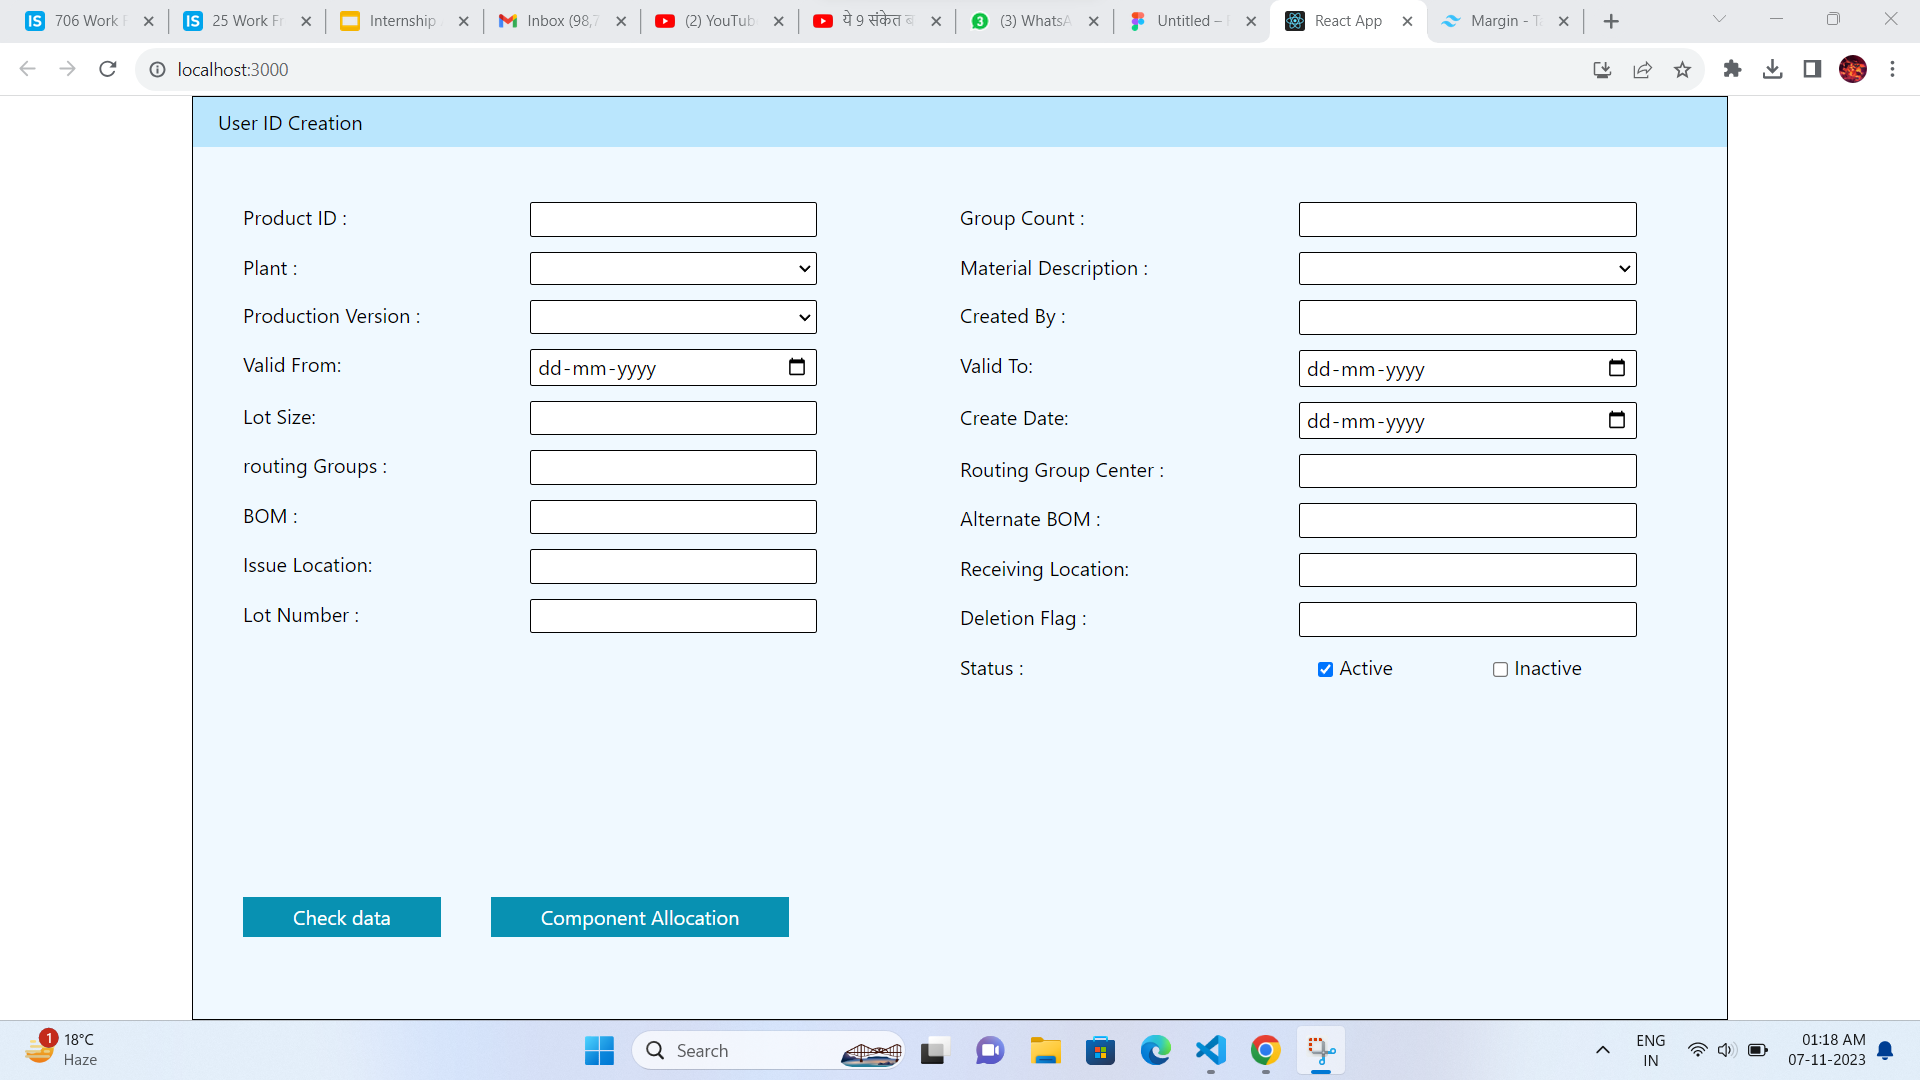 706 Work F
25 Work Fr
Internship
Inbox (98,7
(2) YouTub
ये 9 संकेत ब
3
(3) WhatsA
Untitled –
React App
Margin - Ta
localhost:3000
User ID Creation
Product ID :
Group Count :
Plant :
Material Description :
Production Version :
Created By :
Valid From:
dd-mm-yyyy
Valid To:
dd-mm-yyyy
Lot Size:
Create Date:
dd-mm-yyyy
routing Groups :
Routing Group Center :
BOM :
Alternate BOM :
Issue Location:
Receiving Location:
Lot Number :
Deletion Flag :
Status :
Active
Inactive
Check data
Component Allocation
1
18°C
Haze
Search
ENG
IN
01:18 AM
07-11-2023